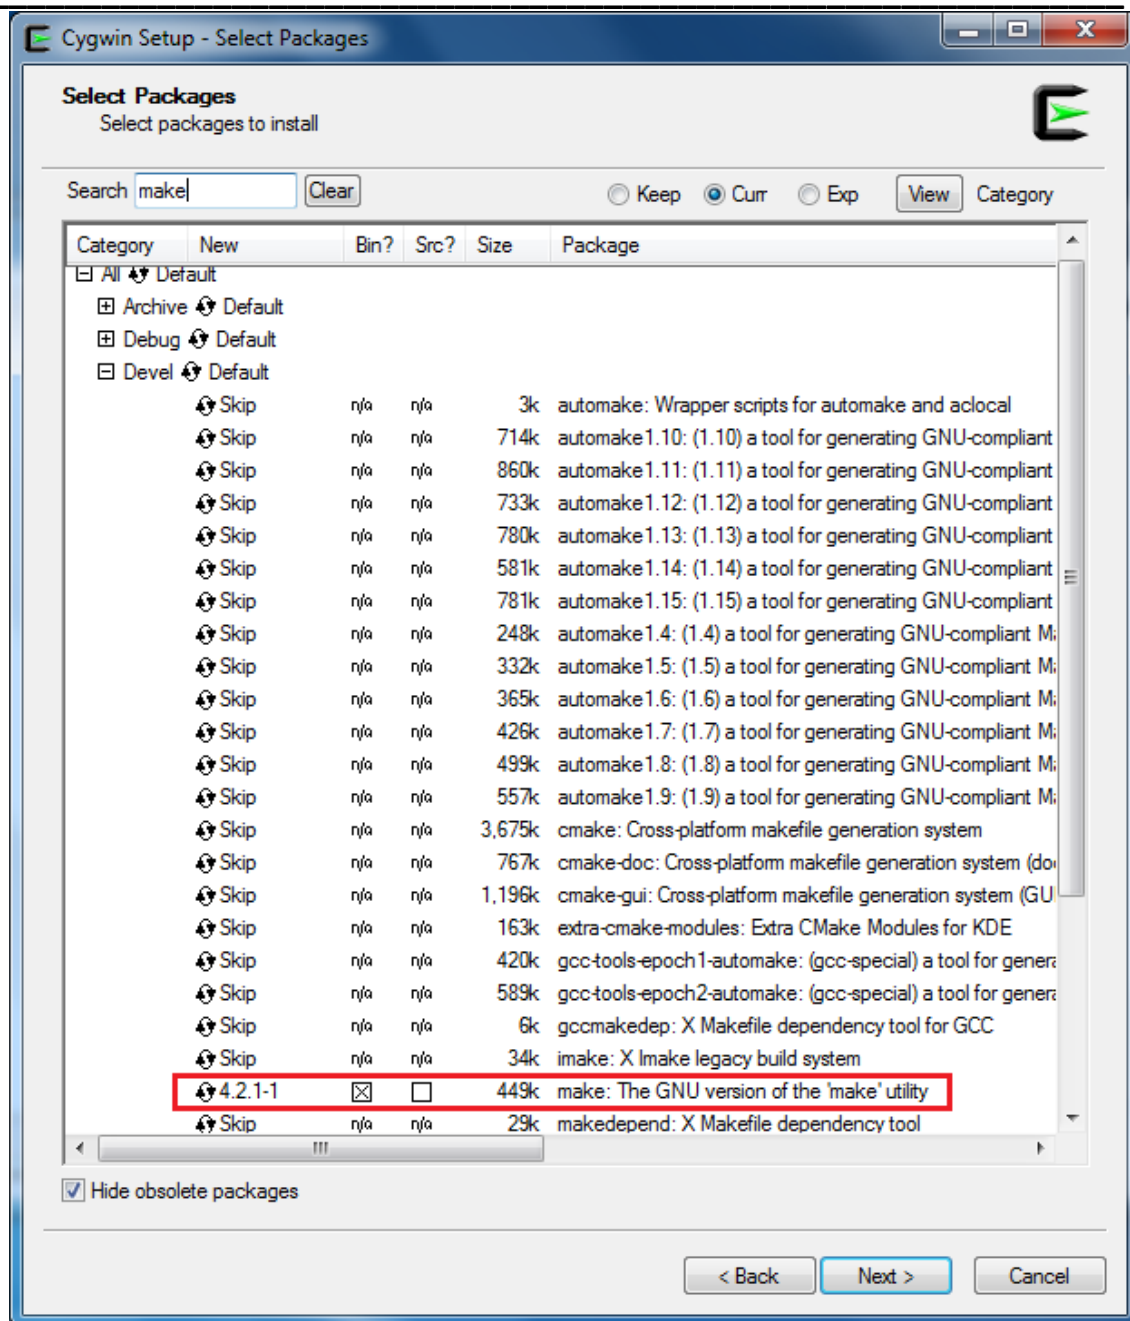 Cygwin Setup - Select Packages
Select Packages
Select packages to install
Search make Clear Keep Curr Exp View Category
Category New Bin? Src? Size Package
All Default
Archive Default
Debug Default
Devel Default
Skip n/a n/a 3k automake: Wrapper scripts for automake and aclocal
Skip n/a n/a 714k automake1.10: (1.10) a tool for generating GNU-compliant
Skip n/a n/a 860k automake1.11: (1.11) a tool for generating GNU-compliant
Skip n/a n/a 733k automake1.12: (1.12) a tool for generating GNU-compliant
Skip n/a n/a 780k automake1.13: (1.13) a tool for generating GNU-compliant
Skip n/a n/a 581k automake1.14: (1.14) a tool for generating GNU-compliant
Skip n/a n/a 781k automake1.15: (1.15) a tool for generating GNU-compliant
Skip n/a n/a 248k automake1.4: (1.4) a tool for generating GNU-compliant Ma
Skip n/a n/a 332k automake1.5: (1.5) a tool for generating GNU-compliant Ma
Skip n/a n/a 365k automake1.6: (1.6) a tool for generating GNU-compliant Ma
Skip n/a n/a 426k automake1.7: (1.7) a tool for generating GNU-compliant Ma
Skip n/a n/a 499k automake1.8: (1.8) a tool for generating GNU-compliant Ma
Skip n/a n/a 557k automake1.9: (1.9) a tool for generating GNU-compliant Ma
Skip n/a n/a 3,675k cmake: Cross-platform makefile generation system
Skip n/a n/a 767k cmake-doc: Cross-platform makefile generation system (do
Skip n/a n/a 1,196k cmake-gui: Cross-platform makefile generation system (GU
Skip n/a n/a 163k extra-cmake-modules: Extra CMake Modules for KDE
Skip n/a n/a 420k gcc-tools-epoch1-automake: (gcc-special) a tool for genera
Skip n/a n/a 589k gcc-tools-epoch2-automake: (gcc-special) a tool for genera
Skip n/a n/a 6k gccmakedep: X Makefile dependency tool for GCC
Skip n/a n/a 34k imake: X Imake legacy build system
4.2.1-1 449k make: The GNU version of the 'make' utility
Skip n/a n/a 29k makedepend: X Makefile dependency tool
Hide obsolete packages
< Back Next > Cancel